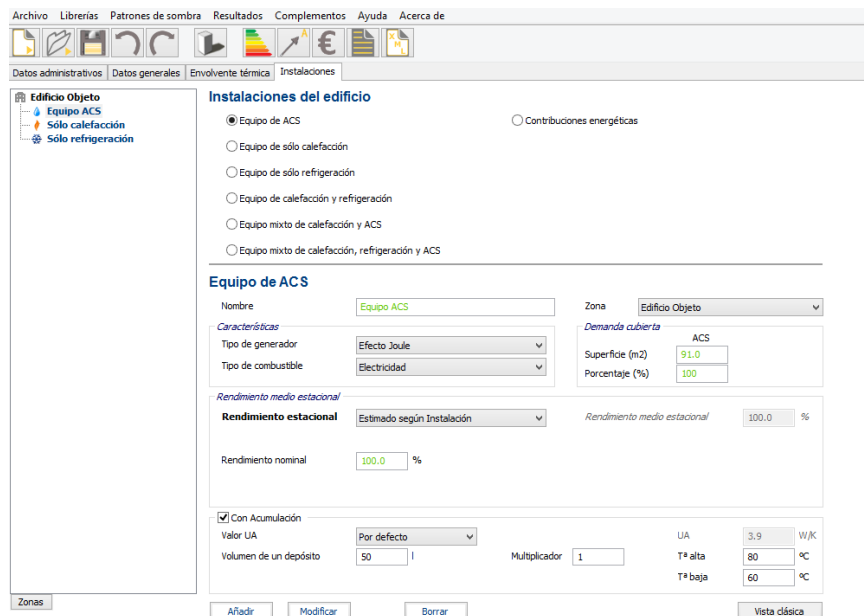 Archivo Librerías Patrones de sombra Resultados Complementos Ayuda Acerca de
Datos administrativos Datos generales Envolvente térmica Instalaciones
Edificio Objeto
Equipo ACS
Sólo calefacción
Sólo refrigeración
Zonas
Instalaciones del edificio
Equipo de ACS Contribuciones energéticas
Equipo de sólo calefacción
Equipo de sólo refrigeración
Equipo de calefacción y refrigeración
Equipo mixto de calefacción y ACS
Equipo mixto de calefacción, refrigeración y ACS
Equipo de ACS
Nombre Equipo ACS Zona Edificio Objeto
Características Demanda cubierta
ACS
Tipo de generador Efecto Joule
Superficie (m2) 91.0
Tipo de combustible Electricidad
Porcentaje (%) 100
Rendimiento medio estacional
Rendimiento estacional Estimado según Instalación Rendimiento medio estacional 100.0 %
Rendimiento nominal 100.0 %
Con Acumulación
Valor UA Por defecto UA 3.9 W/K
Volumen de un depósito 50 l Multiplicador 1 Tª alta 80 ºC
Tª baja 60 ºC
Añadir Modificar Borrar Vista clásica